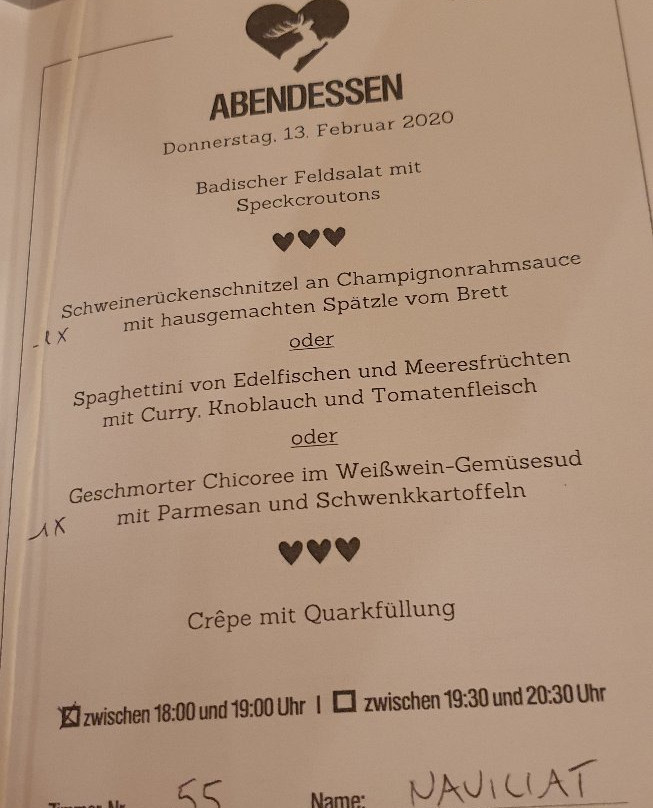 ABENDESSEN
Donnerstag, 13. Februar 2020
Badischer Feldsalat mit
Speckcroutons
Schweinerückenschnitzel an Champignonrahmsauce
mit hausgemachten Spätzle vom Brett
1x
oder
Spaghettini von Edelfischen und Meeresfrüchten
mit Curry, Knoblauch und Tomatenfleisch
oder
Geschmorter Chicoree im Weißwein-Gemüsesud
mit Parmesan und Schwenkkartoffeln
1x
Crêpe mit Quarkfüllung
zwischen 18:00 und 19:00 Uhr | zwischen 19:30 und 20:30 Uhr
Zimmer Nr. 55 Name: NAVILIAT